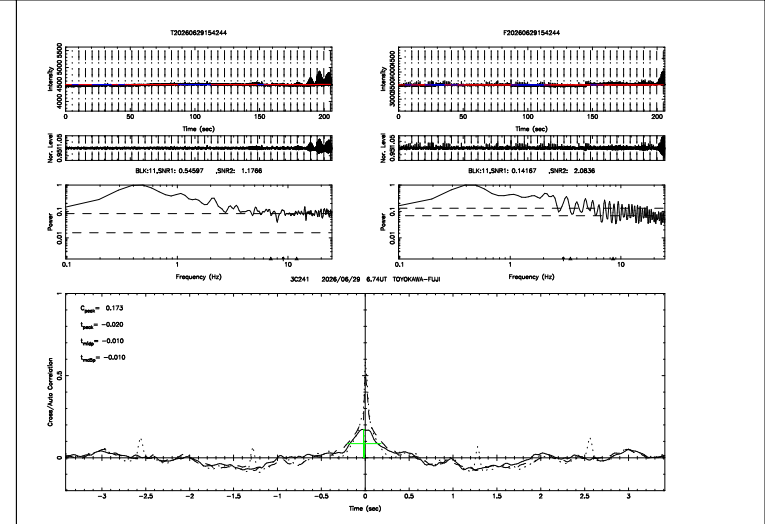 T20260629154244
F20260629154244
Intensity
4000 4500 5000 5500
0
50
100
150
200
Time (sec)
Intensity
0
50
100
150
200
Time (sec)
Nor. Level
Nor. Level
BLK:11,SNR1: 0.54597 ,SNR2: 1.1766
BLK:11,SNR1: 0.14167 ,SNR2: 2.0836
Power
1
0.1
0.01
0.1
1
10
Frequency (Hz)
Power
1
0.1
0.01
0.1
1
10
Frequency (Hz)
3C241 2026/06/29 6.74UT TOYOKAWA-FUJI
Cpeak= 0.173
tpeak= -0.020
tmidp= -0.010
tmd5p= -0.010
Cross/Auto Correlation
0.5
0
-3
-2.5
-2
-1.5
-1
-0.5
0
0.5
1
1.5
2
2.5
3
Time (sec)